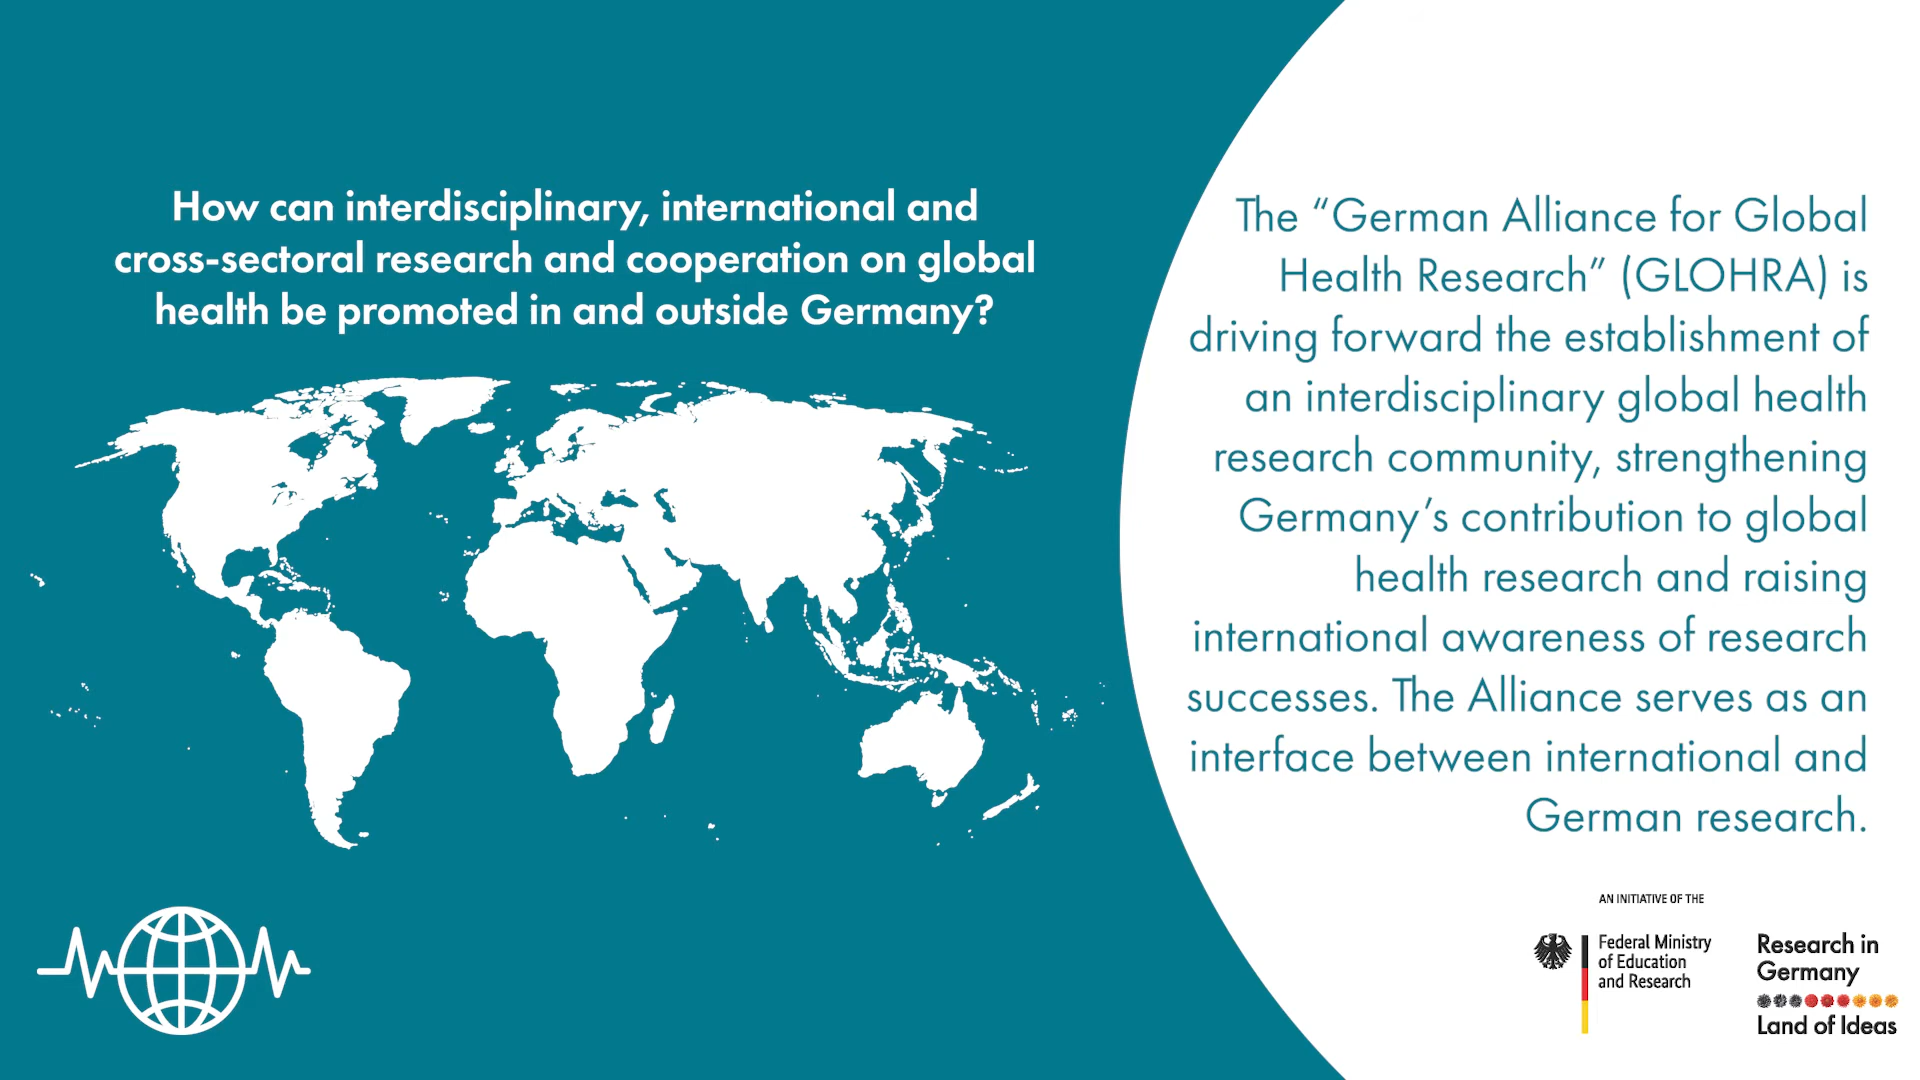 How can interdisciplinary, international and
cross-sectoral research and cooperation on global
health be promoted in and outside Germany?
The “German Alliance for Global
Health Research” (GLOHRA) is
driving forward the establishment of
an interdisciplinary global health
research community, strengthening
Germany’s contribution to global
health research and raising
international awareness of research
successes. The Alliance serves as an
interface between international and
German research.
AN INITIATIVE OF THE
Federal Ministry
of Education
and Research
Research in
Germany
Land of Ideas